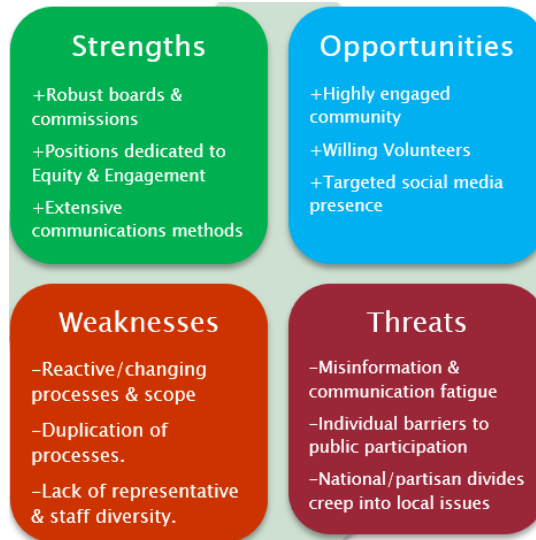 Strengths
+Robust boards &
commissions
+Positions dedicated to
Equity & Engagement
+Extensive
communications methods
Opportunities
+Highly engaged
community
+Willing Volunteers
+Targeted social media
presence
Weaknesses
–Reactive/changing
processes & scope
–Duplication of
processes.
–Lack of representative
& staff diversity.
Threats
–Misinformation &
communication fatigue
–Individual barriers to
public participation
–National/partisan divides
creep into local issues